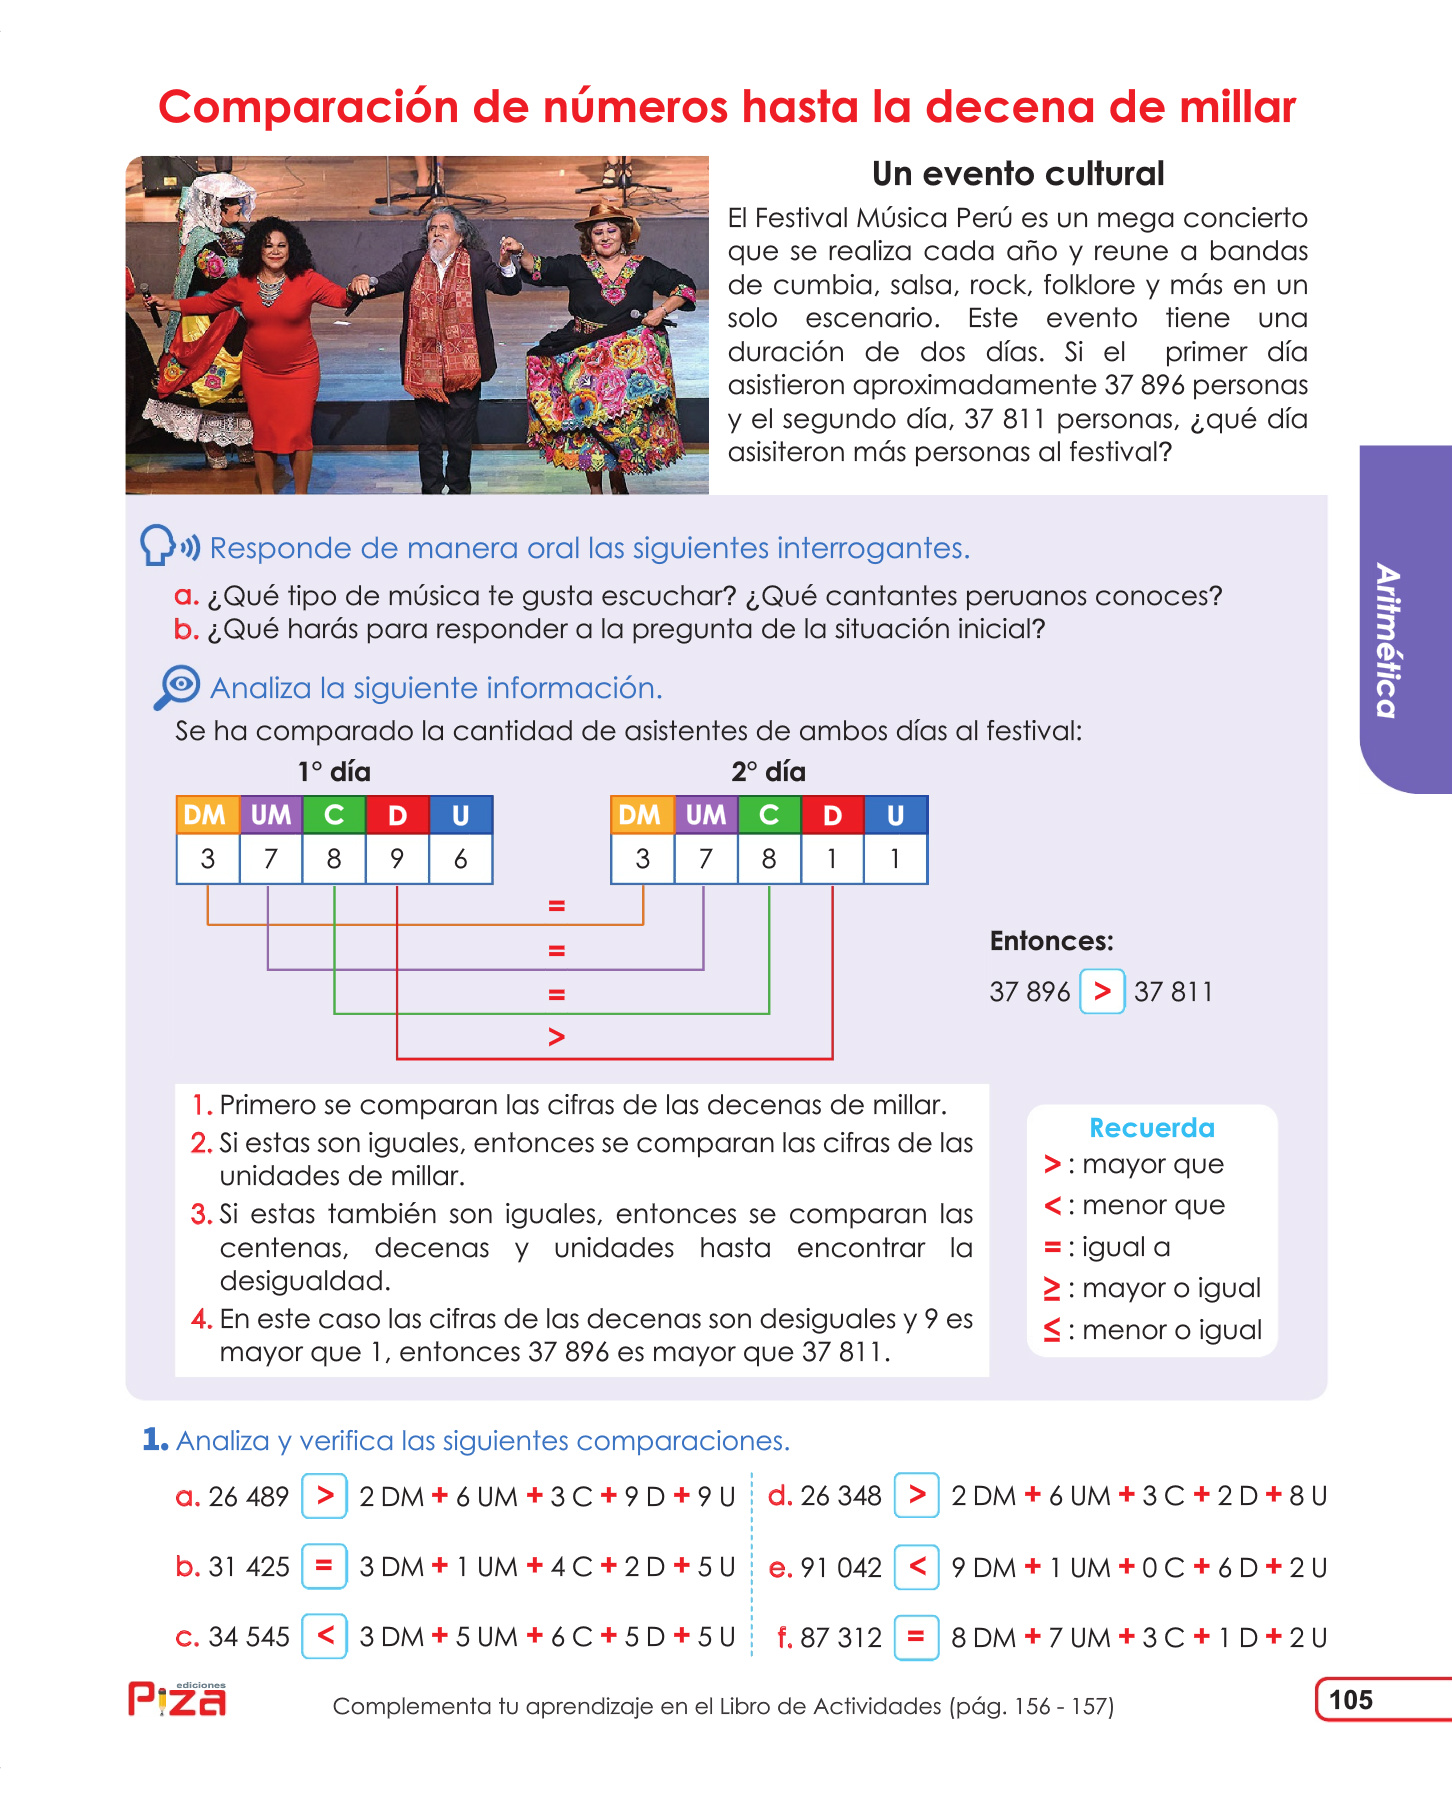 Comparación de números hasta la decena de millar
Un evento cultural
El Festival Música Perú es un mega concierto
que se realiza cada año y reune a bandas
de cumbia, salsa, rock, folklore y más en un
solo escenario. Este evento tiene una
duración de dos días. Si el primer día
asistieron aproximadamente 37 896 personas
y el segundo día, 37 811 personas, ¿qué día
asisiteron más personas al festival?
Aritmética
Responde de manera oral las siguientes interrogantes.
a. ¿Qué tipo de música te gusta escuchar? ¿Qué cantantes peruanos conoces?
b. ¿Qué harás para responder a la pregunta de la situación inicial?
Analiza la siguiente información.
Se ha comparado la cantidad de asistentes de ambos días al festival:
1° día
DM UM C D U
3 7 8 9 6
2° día
DM UM C D U
3 7 8 1 1
=
=
=
>
Entonces:
37 896 > 37 811
1. Primero se comparan las cifras de las decenas de millar.
2. Si estas son iguales, entonces se comparan las cifras de las
unidades de millar.
3. Si estas también son iguales, entonces se comparan las
centenas, decenas y unidades hasta encontrar la
desigualdad.
4. En este caso las cifras de las decenas son desiguales y 9 es
mayor que 1, entonces 37 896 es mayor que 37 811.
Recuerda
> : mayor que
< : menor que
= : igual a
≥ : mayor o igual
≤ : menor o igual
1. Analiza y verifica las siguientes comparaciones.
a. 26 489 > 2 DM + 6 UM + 3 C + 9 D + 9 U
b. 31 425 = 3 DM + 1 UM + 4 C + 2 D + 5 U
c. 34 545 < 3 DM + 5 UM + 6 C + 5 D + 5 U
d. 26 348 > 2 DM + 6 UM + 3 C + 2 D + 8 U
e. 91 042 < 9 DM + 1 UM + 0 C + 6 D + 2 U
f. 87 312 = 8 DM + 7 UM + 3 C + 1 D + 2 U
ediciones
PiZA
Complementa tu aprendizaje en el Libro de Actividades (pág. 156 - 157)
105